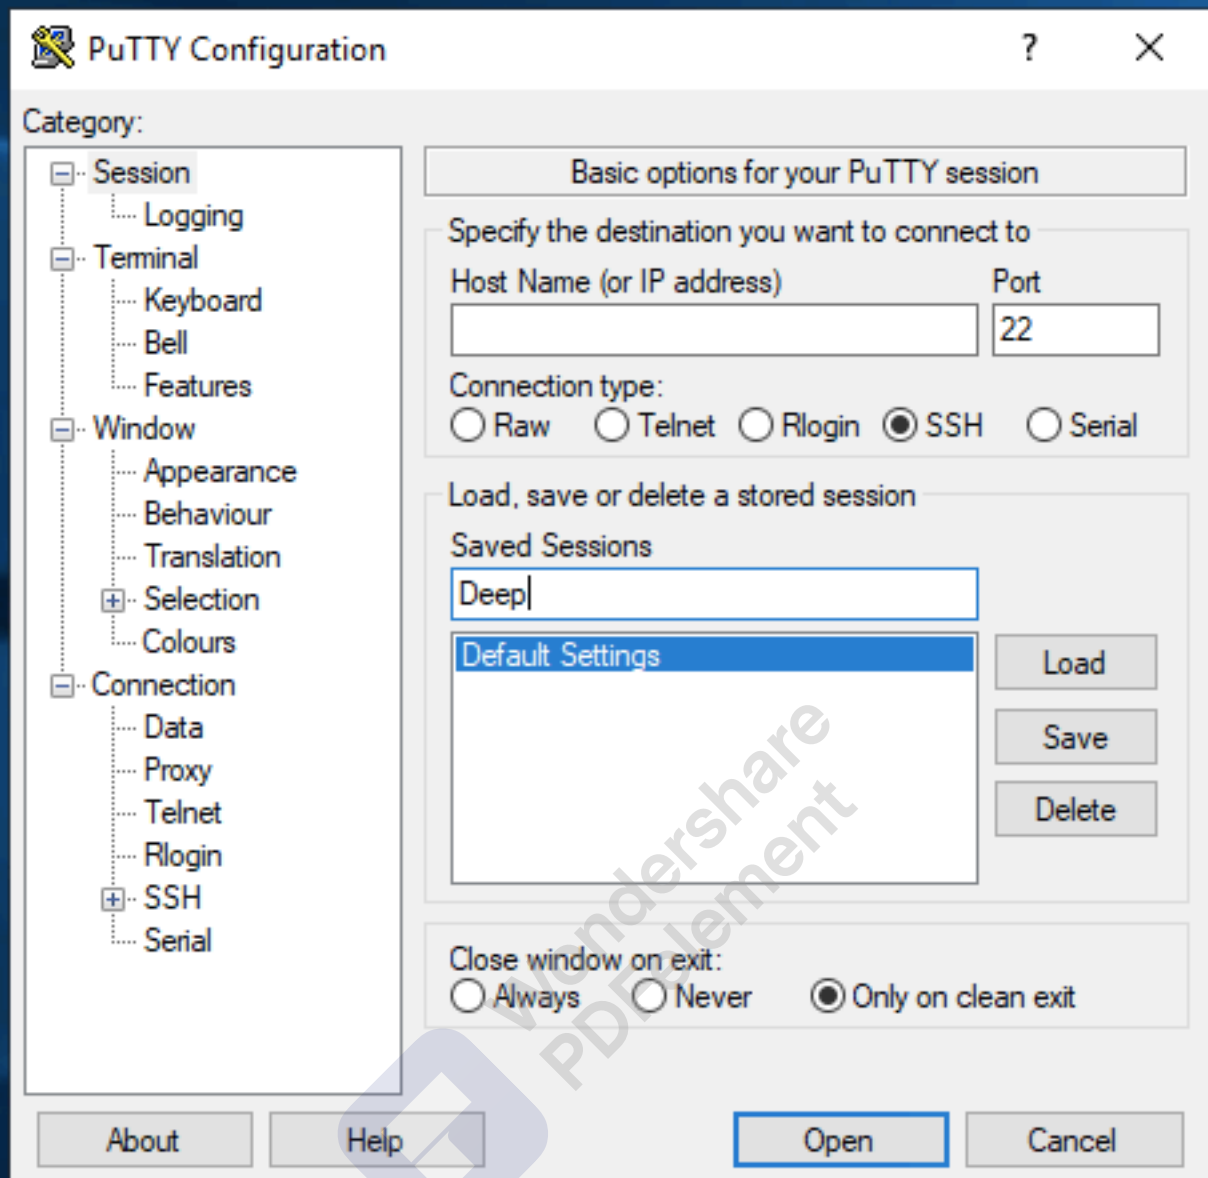 PuTTY Configuration
?
Category:
Session
Logging
Terminal
Keyboard
Bell
Features
Window
Appearance
Behaviour
Translation
Selection
Colours
Connection
Data
Proxy
Telnet
Rlogin
SSH
Serial
Basic options for your PuTTY session
Specify the destination you want to connect to
Host Name (or IP address) Port
22
Connection type:
Raw Telnet Rlogin SSH Serial
Load, save or delete a stored session
Saved Sessions
Deep
Default Settings
Load
Save
Delete
Close window on exit:
Always Never Only on clean exit
About Help Open Cancel
Wondershare
PDFelement